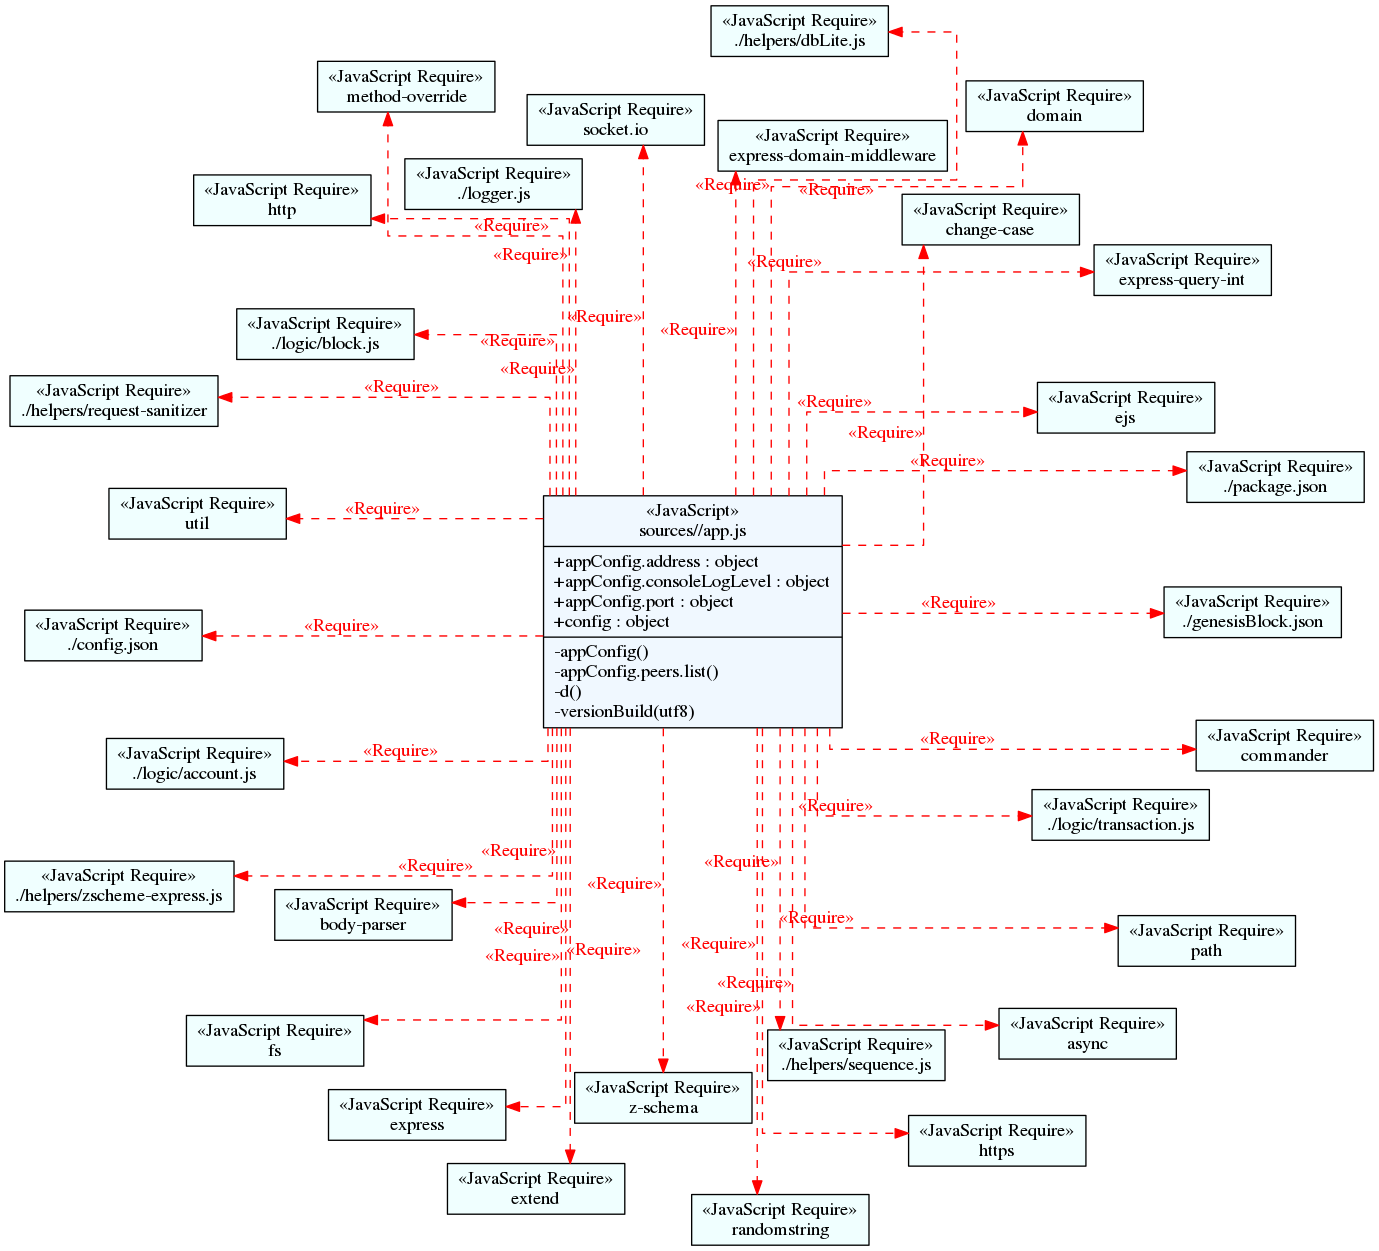 «JavaScript Require»
./helpers/dbLite.js
«JavaScript Require»
method-override
«JavaScript Require»
domain
«JavaScript Require»
socket.io
«JavaScript Require»
express-domain-middleware
«JavaScript Require»
./logger.js
«JavaScript Require»
http
«Require»
«Require»
«JavaScript Require»
change-case
«Require»
«Require»
«JavaScript Require»
express-query-int
«Require»
«JavaScript Require»
./logic/block.js
«Require»
«Require»
«Require»
«Require»
«JavaScript Require»
./helpers/request-sanitizer
«Require»
«JavaScript Require»
ejs
«Require»
«Require»
«JavaScript Require»
./package.json
«Require»
«JavaScript Require»
util
«Require»
«JavaScript»
sources//app.js
+appConfig.address : object
+appConfig.consoleLogLevel : object
+appConfig.port : object
+config : object
-appConfig()
-appConfig.peers.list()
-d()
-versionBuild(utf8)
«JavaScript Require»
./genesisBlock.json
«Require»
«JavaScript Require»
./config.json
«Require»
«JavaScript Require»
commander
«Require»
«JavaScript Require»
./logic/account.js
«Require»
«JavaScript Require»
./logic/transaction.js
«Require»
«Require»
«Require»
«JavaScript Require»
./helpers/zscheme-express.js
«Require»
«Require»
«JavaScript Require»
body-parser
«Require»
«JavaScript Require»
path
«Require»
«Require»
«Require»
«Require»
«Require»
«Require»
«JavaScript Require»
fs
«JavaScript Require»
async
«JavaScript Require»
./helpers/sequence.js
«JavaScript Require»
z-schema
«JavaScript Require»
express
«JavaScript Require»
https
«JavaScript Require»
extend
«JavaScript Require»
randomstring